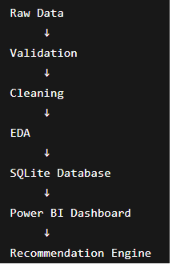 Raw Data
↓
Validation
↓
Cleaning
↓
EDA
↓
SQLite Database
↓
Power BI Dashboard
↓
Recommendation Engine